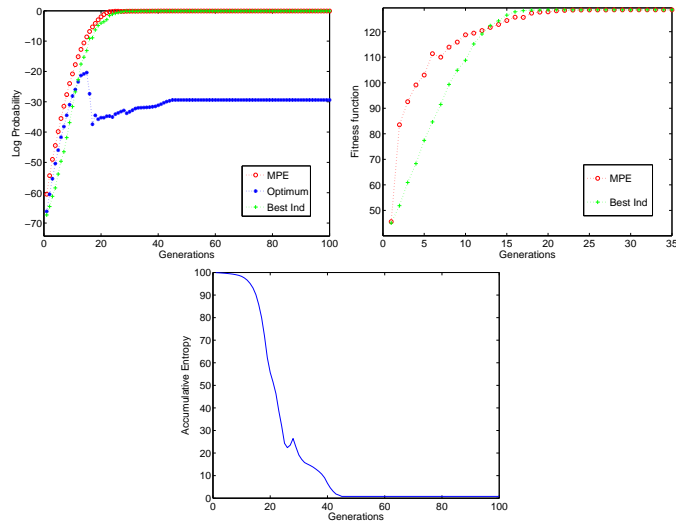 0
−10
−20
−30
−40
−50
−60
−70
Log Probability
MPE
Optimum
Best Ind
0 20 40 60 80 100
Generations
120
110
100
90
80
70
60
50
Fitness function
MPE
Best Ind
0 5 10 15 20 25 30 35
Generations
100
90
80
70
60
50
40
30
20
10
0
Accumulative Entropy
0 20 40 60 80 100
Generations